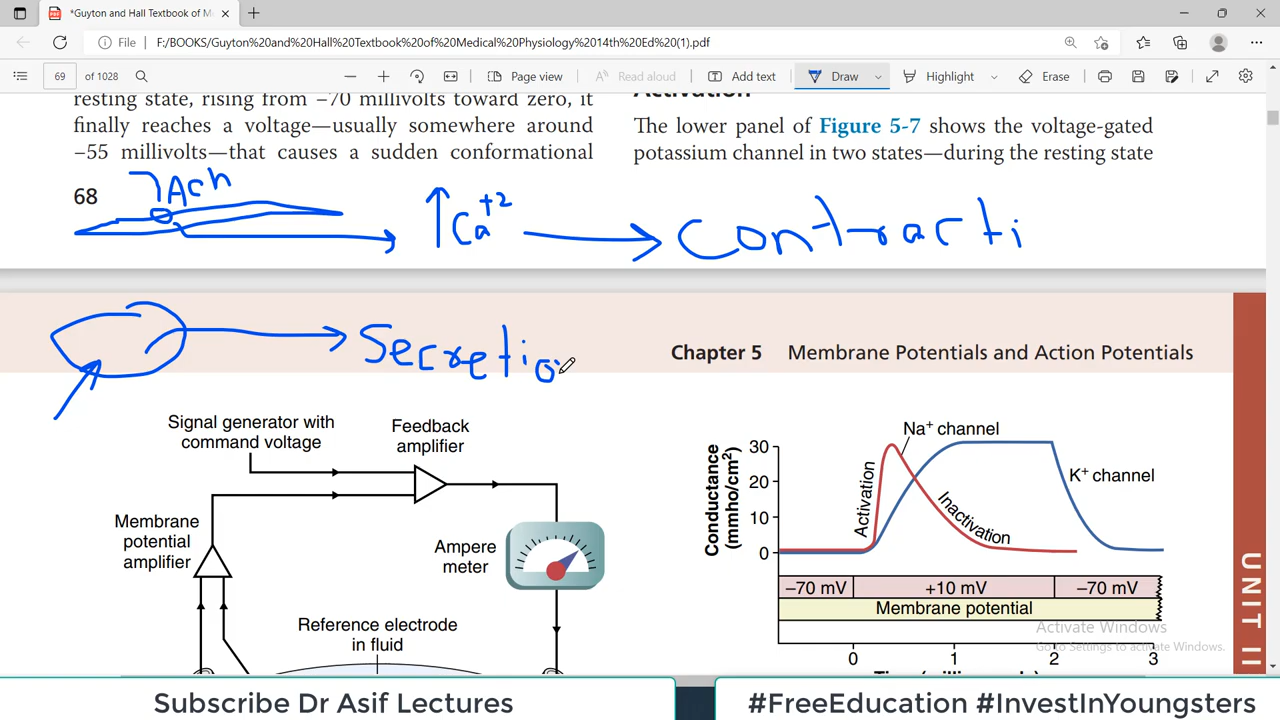 *Guyton and Hall Textbook of M
File
F:/BOOKS/Guyton%20and%20Hall%20Textbook%20of%20Medical%20Physiology%2014th%20Ed%20(1).pdf
69 of 1028
Page view
Read aloud
Add text
Draw
Highlight
Erase
resting state, rising from –70 millivolts toward zero, it
finally reaches a voltage—usually somewhere around
–55 millivolts—that causes a sudden conformational
68
Activation
The lower panel of Figure 5-7 shows the voltage-gated
potassium channel in two states—during the resting state
Ach
↑ Ca+2 → Contracti
Secretio
Chapter 5 Membrane Potentials and Action Potentials
UNIT II
Signal generator with
command voltage
Feedback
amplifier
Membrane
potential
amplifier
Ampere
meter
Reference electrode
in fluid
Na+ channel
K+ channel
Activation
Inactivation
Conductance
(mmho/cm2)
30
20
10
0
–70 mV +10 mV –70 mV
Membrane potential
0 1 2 3
Activate Windows
Go to Settings to activate Windows.
Subscribe Dr Asif Lectures
#FreeEducation #InvestInYoungsters